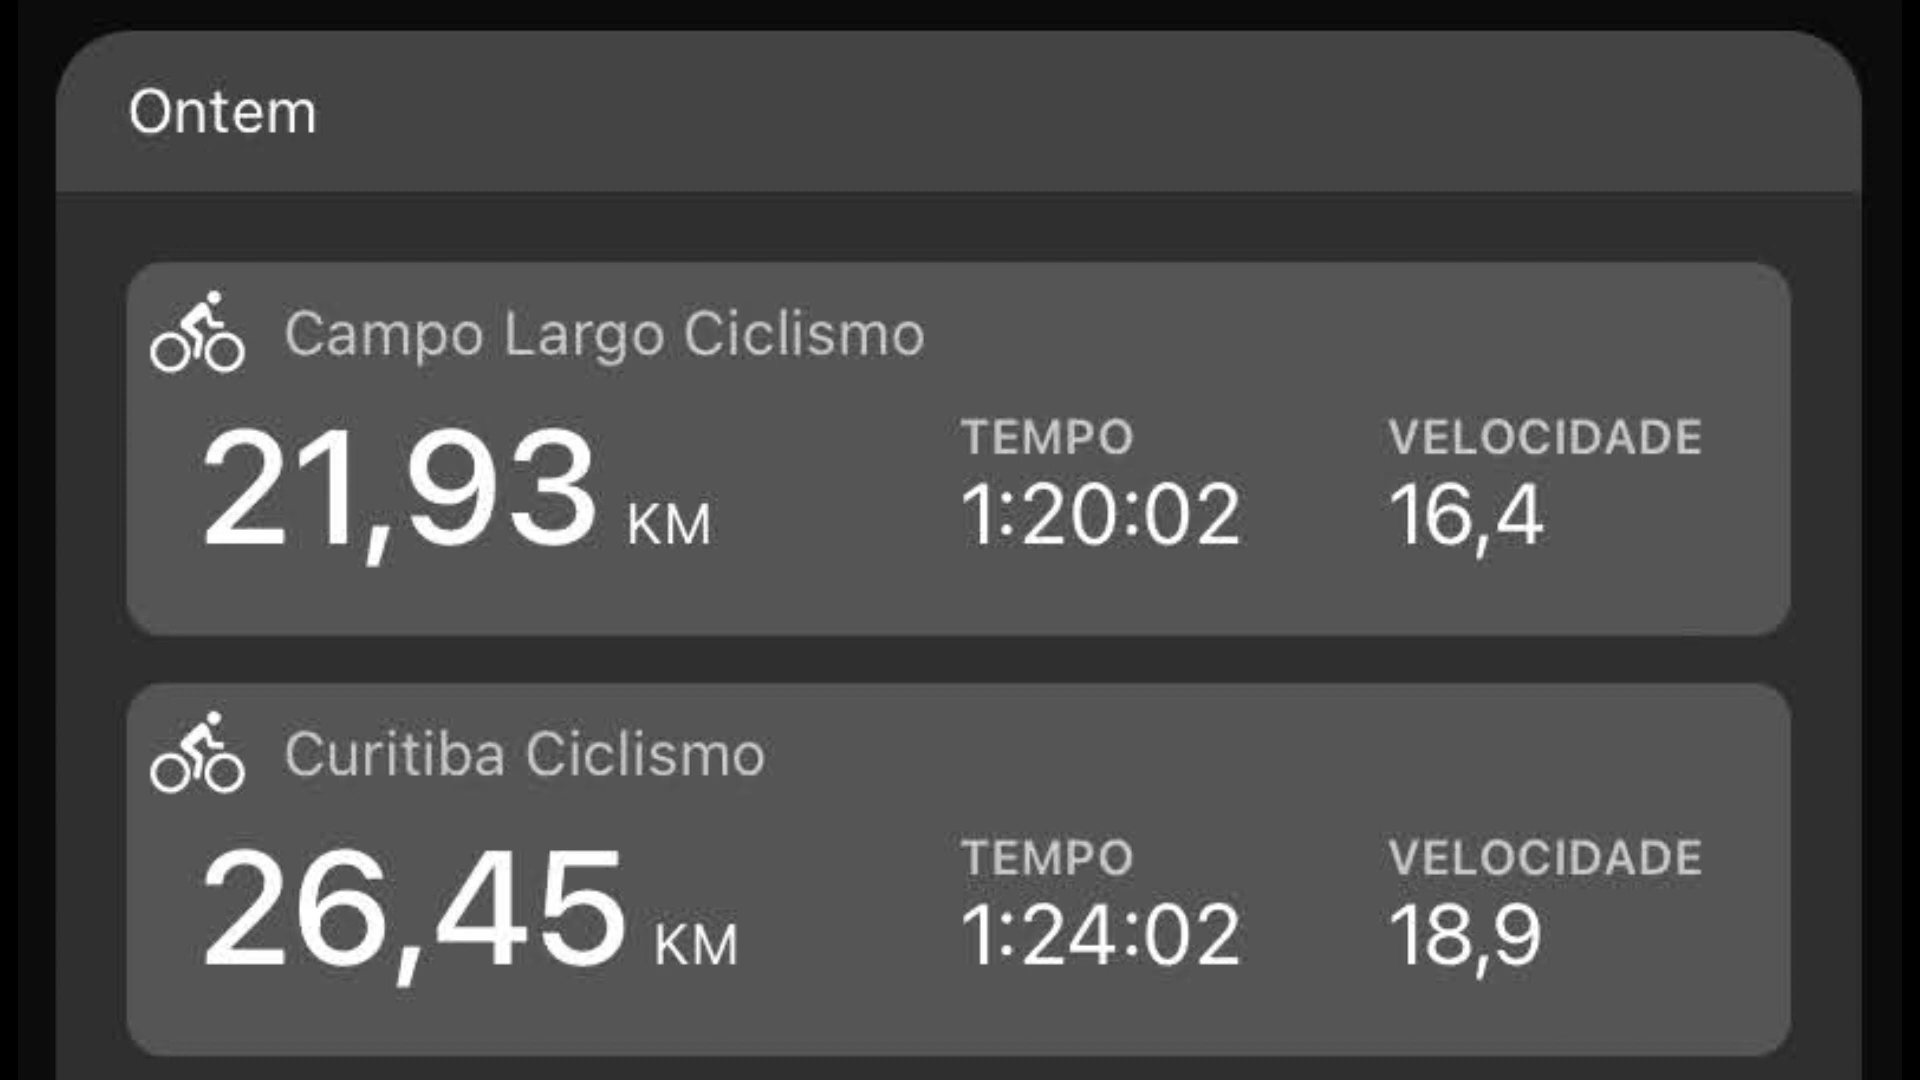 Ontem
Campo Largo Ciclismo
21,93 KM
TEMPO
1:20:02
VELOCIDADE
16,4
Curitiba Ciclismo
26,45 KM
TEMPO
1:24:02
VELOCIDADE
18,9